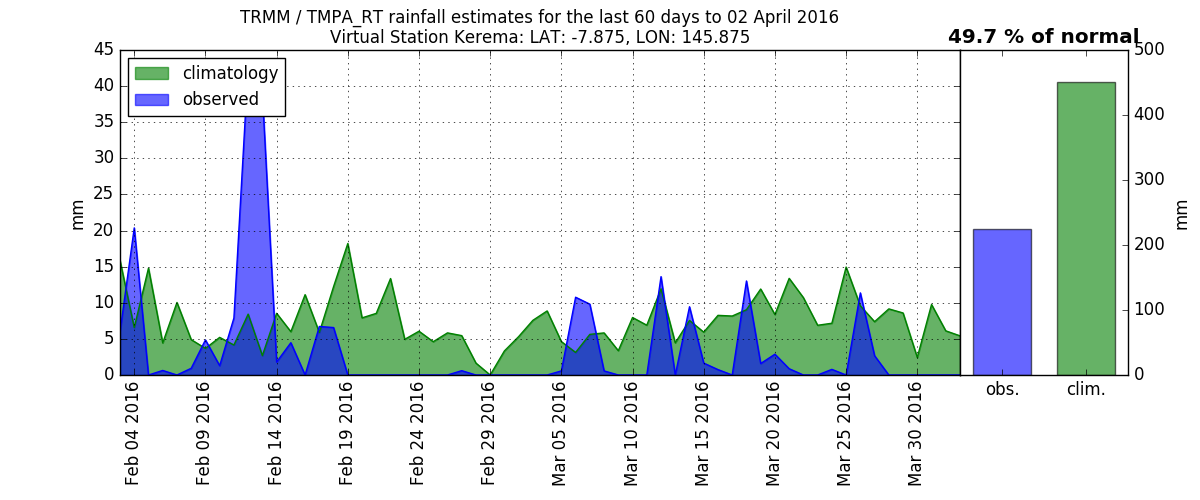 TRMM / TMPA_RT rainfall estimates for the last 60 days to 02 April 2016
Virtual Station Kerema: LAT: -7.875, LON: 145.875
49.7 % of normal
climatology
observed
mm
45
40
35
30
25
20
15
10
5
0
Feb 04 2016
Feb 09 2016
Feb 14 2016
Feb 19 2016
Feb 24 2016
Feb 29 2016
Mar 05 2016
Mar 10 2016
Mar 15 2016
Mar 20 2016
Mar 25 2016
Mar 30 2016
500
400
300
200
100
0
mm
obs.
clim.